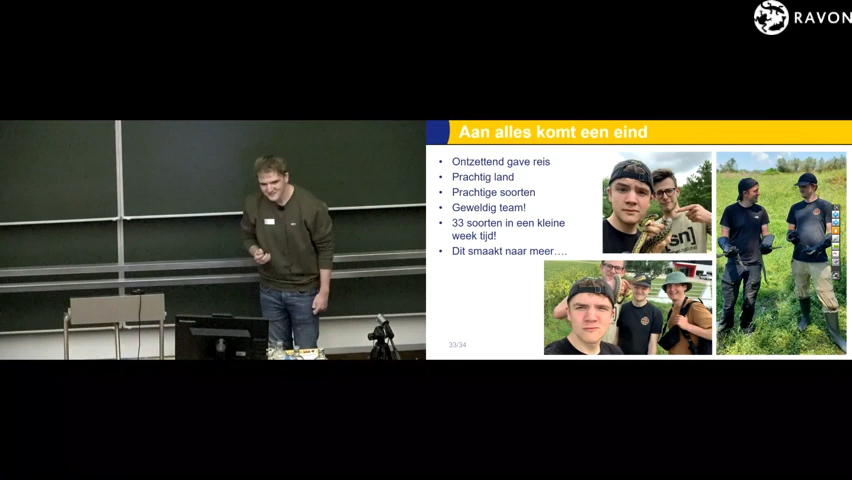 RAVON
Aan alles komt een eind
• Ontzettend gave reis
• Prachtig land
• Prachtige soorten
• Geweldig team!
• 33 soorten in een kleine
week tijd!
• Dit smaakt naar meer….
sn]
33/34